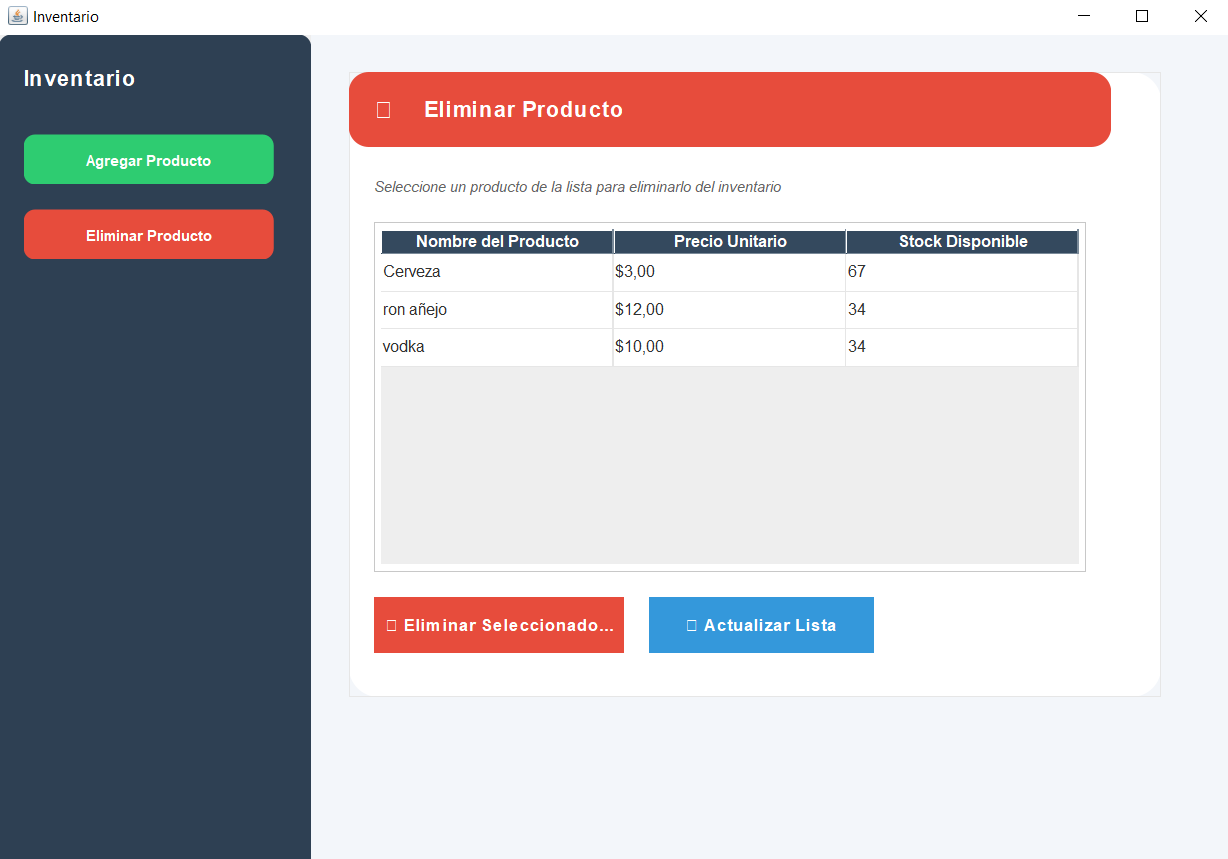 Inventario
Inventario
Agregar Producto
Eliminar Producto
Eliminar Producto
Seleccione un producto de la lista para eliminarlo del inventario
Nombre del Producto Precio Unitario Stock Disponible
Cerveza $3,00 67
ron añejo $12,00 34
vodka $10,00 34
Eliminar Seleccionado... Actualizar Lista